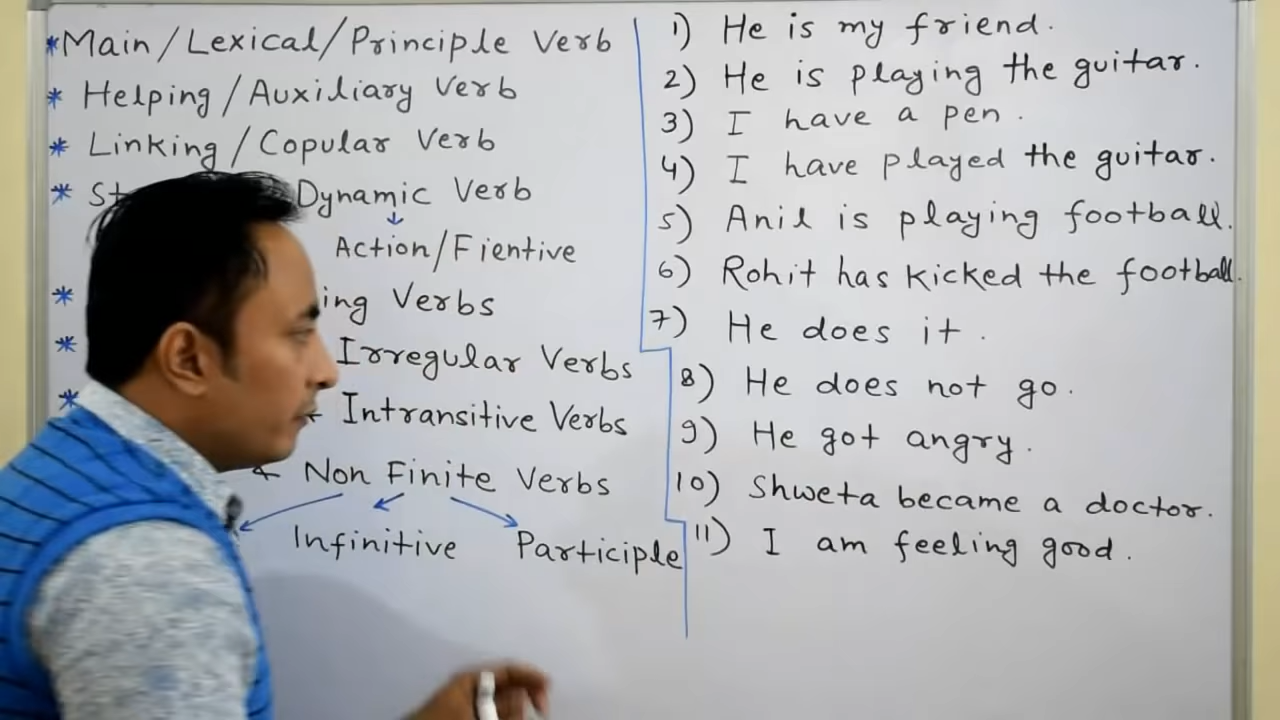 *Main/Lexical/Principle Verb
* Helping/Auxiliary Verb
* Linking/Copular Verb
* Dynamic Verb
Action/Fientive
* Verbs
* Irregular Verbs
* Intransitive Verbs
Non Finite Verbs
Infinitive Participle
1) He is my friend.
2) He is playing the guitar.
3) I have a pen.
4) I have played the guitar.
5) Anil is playing football.
6) Rohit has kicked the football.
7) He does it.
8) He does not go.
9) He got angry.
10) Shweta became a doctor.
11) I am feeling good.